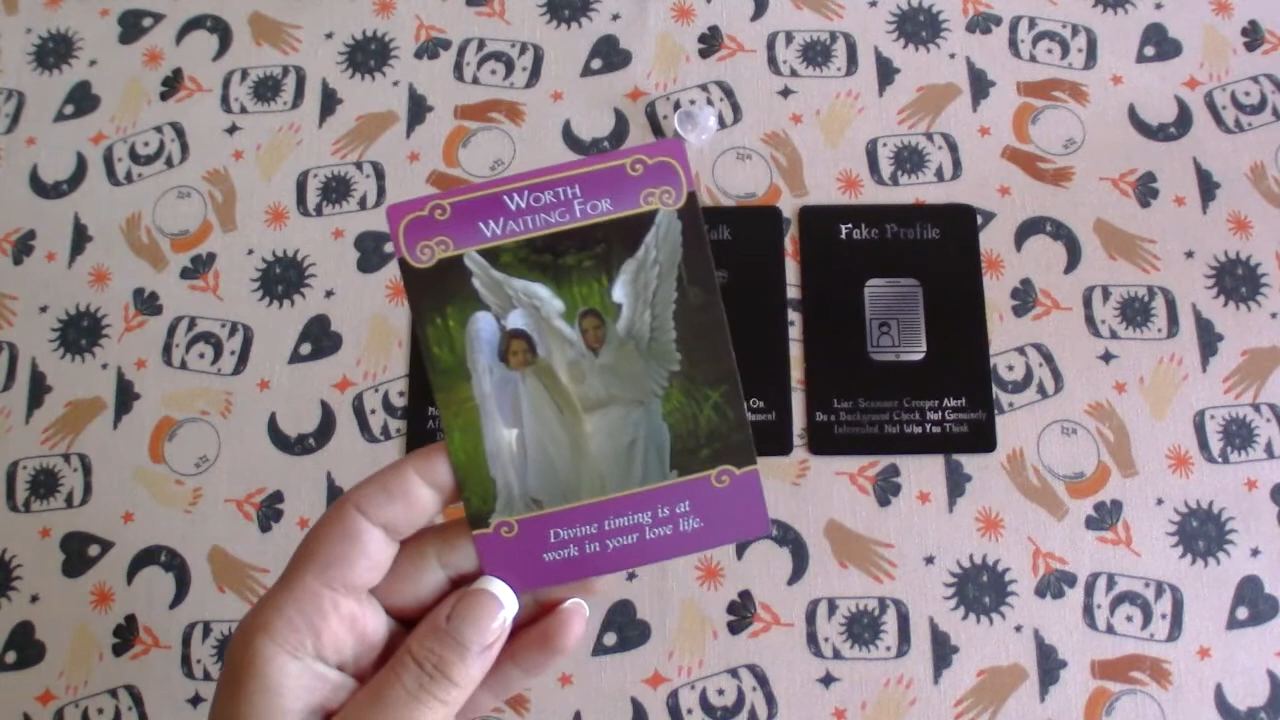 WORTH
WAITING FOR
Divine timing is at
work in your love life.
Talk
On
Fake Profile
Liar. Scammer. Creeper Alert.
Do a Background Check. Not Genuinely
Interested. Not Who You Think